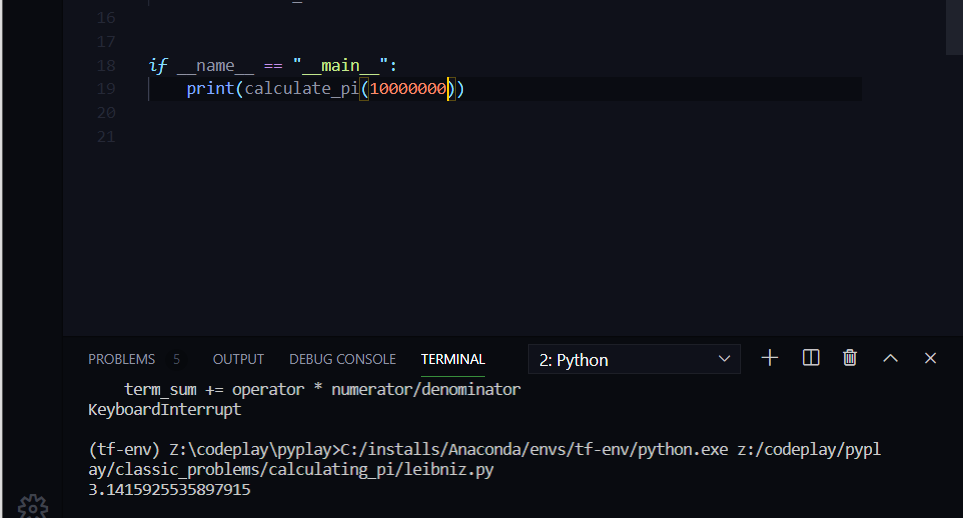 16
17
18 if __name__ == "__main__":
19 print(calculate_pi(10000000))
20
21
PROBLEMS 5 OUTPUT DEBUG CONSOLE TERMINAL 2: Python
term_sum += operator * numerator/denominator
KeyboardInterrupt
(tf-env) Z:\codeplay\pyplay>C:/installs/Anaconda/envs/tf-env/python.exe z:/codeplay/pypl
ay/classic_problems/calculating_pi/leibniz.py
3.1415925535897915